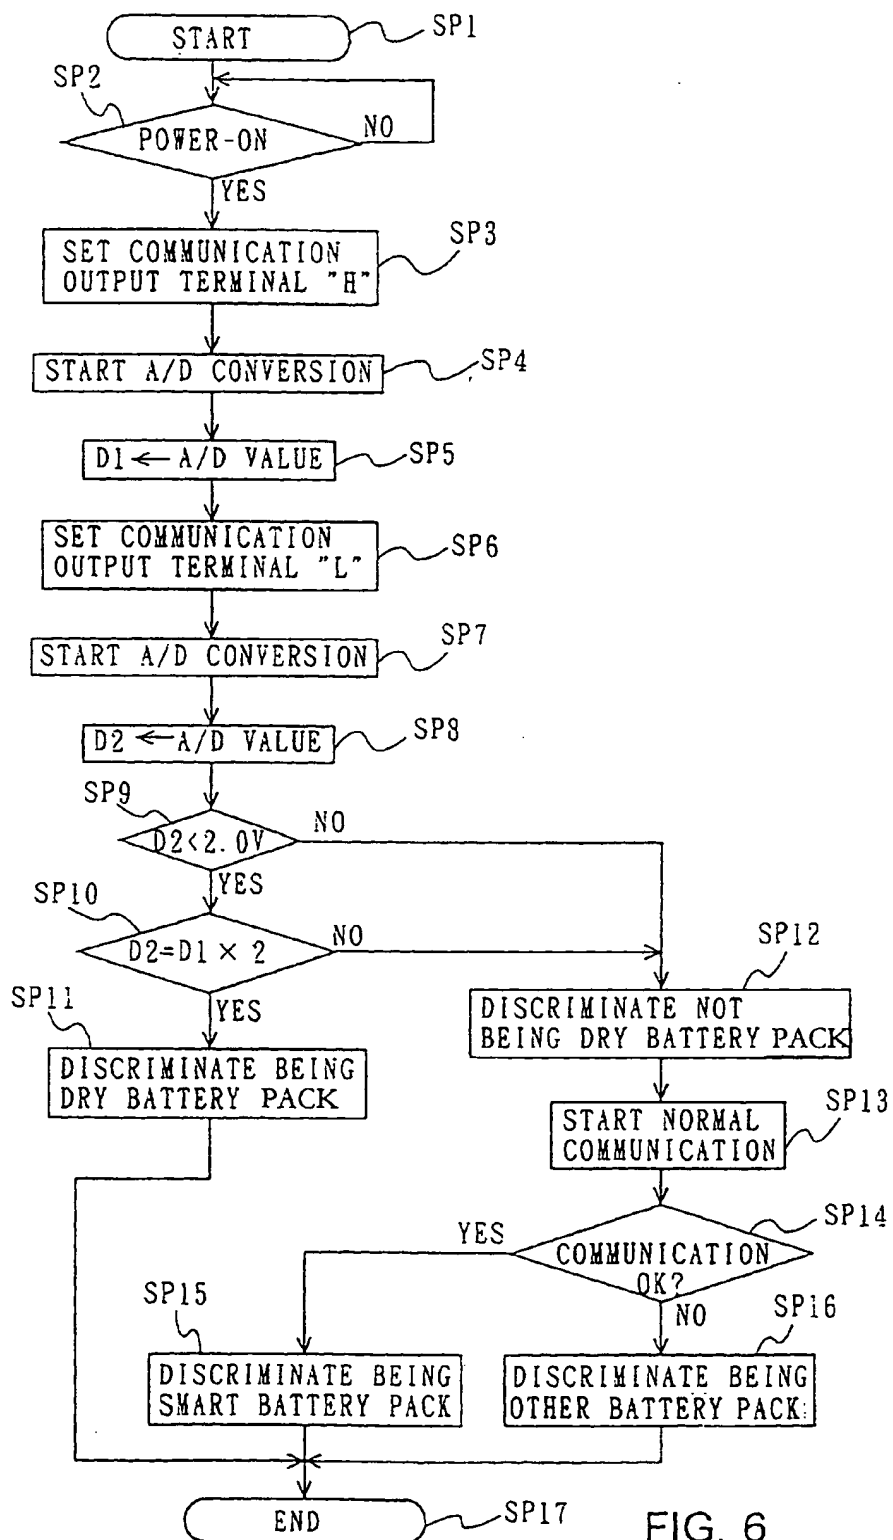 START
SP1
SP2
POWER-ON
NO
YES
SET COMMUNICATION
OUTPUT TERMINAL "H"
SP3
START A/D CONVERSION
SP4
D1 ← A/D VALUE
SP5
SET COMMUNICATION
OUTPUT TERMINAL "L"
SP6
START A/D CONVERSION
SP7
D2 ← A/D VALUE
SP8
SP9
D2<2.0V
NO
YES
SP10
D2=D1 × 2
NO
YES
SP11
DISCRIMINATE BEING
DRY BATTERY PACK
SP12
DISCRIMINATE NOT
BEING DRY BATTERY PACK
START NORMAL
COMMUNICATION
SP13
SP14
COMMUNICATION
OK?
YES
NO
SP15
DISCRIMINATE BEING
SMART BATTERY PACK
SP16
DISCRIMINATE BEING
OTHER BATTERY PACK
END
SP17
FIG. 6